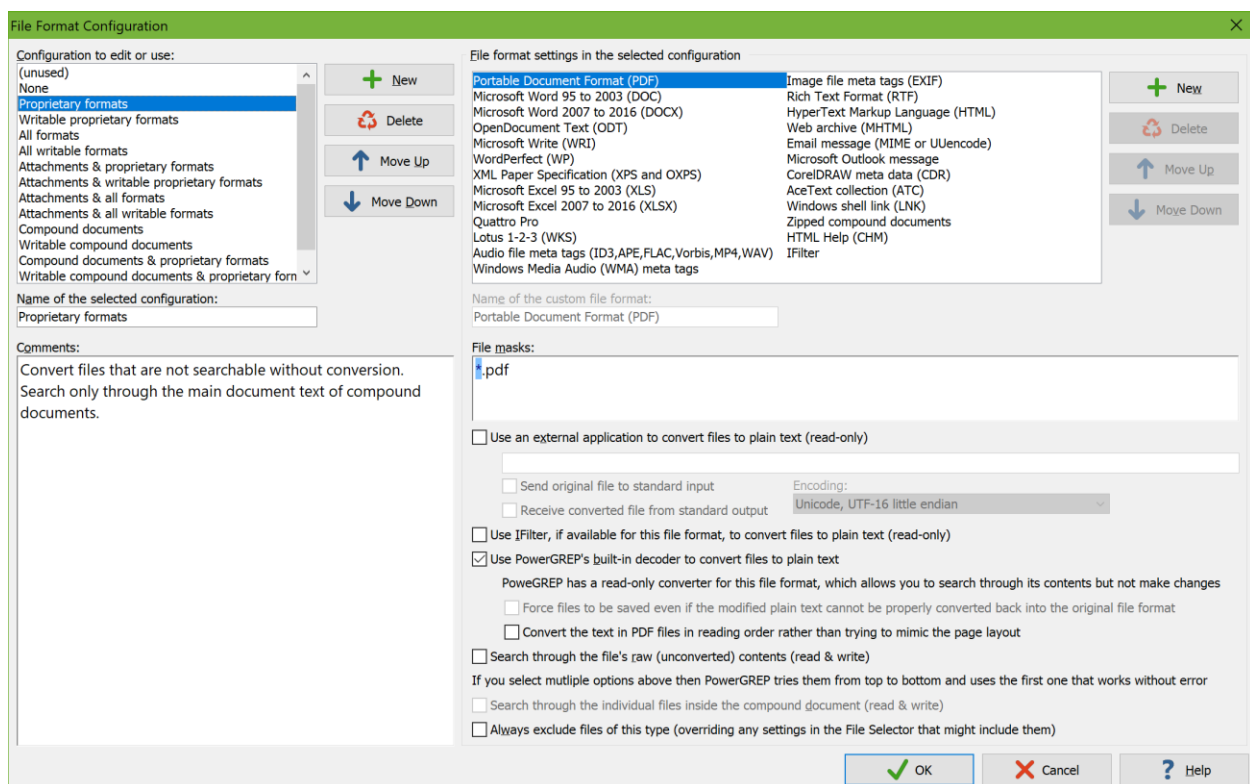 File Format Configuration
Configuration to edit or use:
(unused)
None
Proprietary formats
Writable proprietary formats
All formats
All writable formats
Attachments & proprietary formats
Attachments & writable proprietary formats
Attachments & all formats
Attachments & all writable formats
Compound documents
Writable compound documents
Compound documents & proprietary formats
Writable compound documents & proprietary forn
New
Delete
Move Up
Move Down
Name of the selected configuration:
Proprietary formats
Comments:
Convert files that are not searchable without conversion.
Search only through the main document text of compound
documents.
File format settings in the selected configuration
Portable Document Format (PDF)
Microsoft Word 95 to 2003 (DOC)
Microsoft Word 2007 to 2016 (DOCX)
OpenDocument Text (ODT)
Microsoft Write (WRI)
WordPerfect (WP)
XML Paper Specification (XPS and OXPS)
Microsoft Excel 95 to 2003 (XLS)
Microsoft Excel 2007 to 2016 (XLSX)
Quattro Pro
Lotus 1-2-3 (WKS)
Audio file meta tags (ID3,APE,FLAC,Vorbis,MP4,WAV)
Windows Media Audio (WMA) meta tags
Image file meta tags (EXIF)
Rich Text Format (RTF)
HyperText Markup Language (HTML)
Web archive (MHTML)
Email message (MIME or UUencode)
Microsoft Outlook message
CorelDRAW meta data (CDR)
AceText collection (ATC)
Windows shell link (LNK)
Zipped compound documents
HTML Help (CHM)
IFilter
New
Delete
Move Up
Move Down
Name of the custom file format:
Portable Document Format (PDF)
File masks:
*.pdf
Use an external application to convert files to plain text (read-only)
Send original file to standard input
Receive converted file from standard output
Encoding:
Unicode, UTF-16 little endian
Use IFilter, if available for this file format, to convert files to plain text (read-only)
Use PowerGREP's built-in decoder to convert files to plain text
PoweGREP has a read-only converter for this file format, which allows you to search through its contents but not make changes
Force files to be saved even if the modified plain text cannot be properly converted back into the original file format
Convert the text in PDF files in reading order rather than trying to mimic the page layout
Search through the file's raw (unconverted) contents (read & write)
If you select mutliple options above then PowerGREP tries them from top to bottom and uses the first one that works without error
Search through the individual files inside the compound document (read & write)
Always exclude files of this type (overriding any settings in the File Selector that might include them)
OK
Cancel
? Help